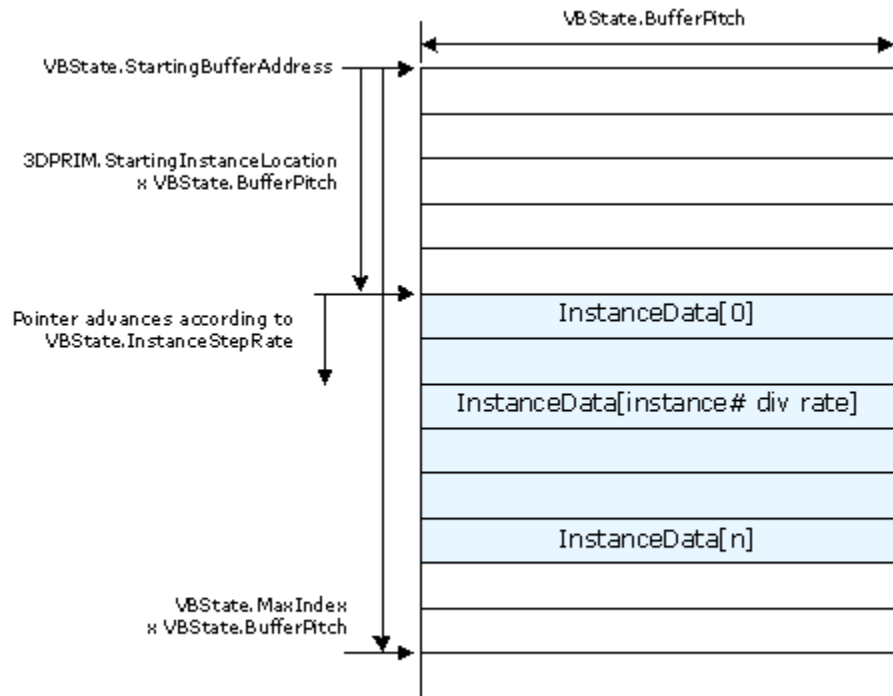 VBState.BufferPitch
VBState.StartingBufferAddress
3DPRIM.StartingInstanceLocation
x VBState.BufferPitch
InstanceData[0]
Pointer advances according to
VBState.InstanceStepRate
InstanceData[instance# div rate]
InstanceData[n]
VBState.MaxIndex
x VBState.BufferPitch